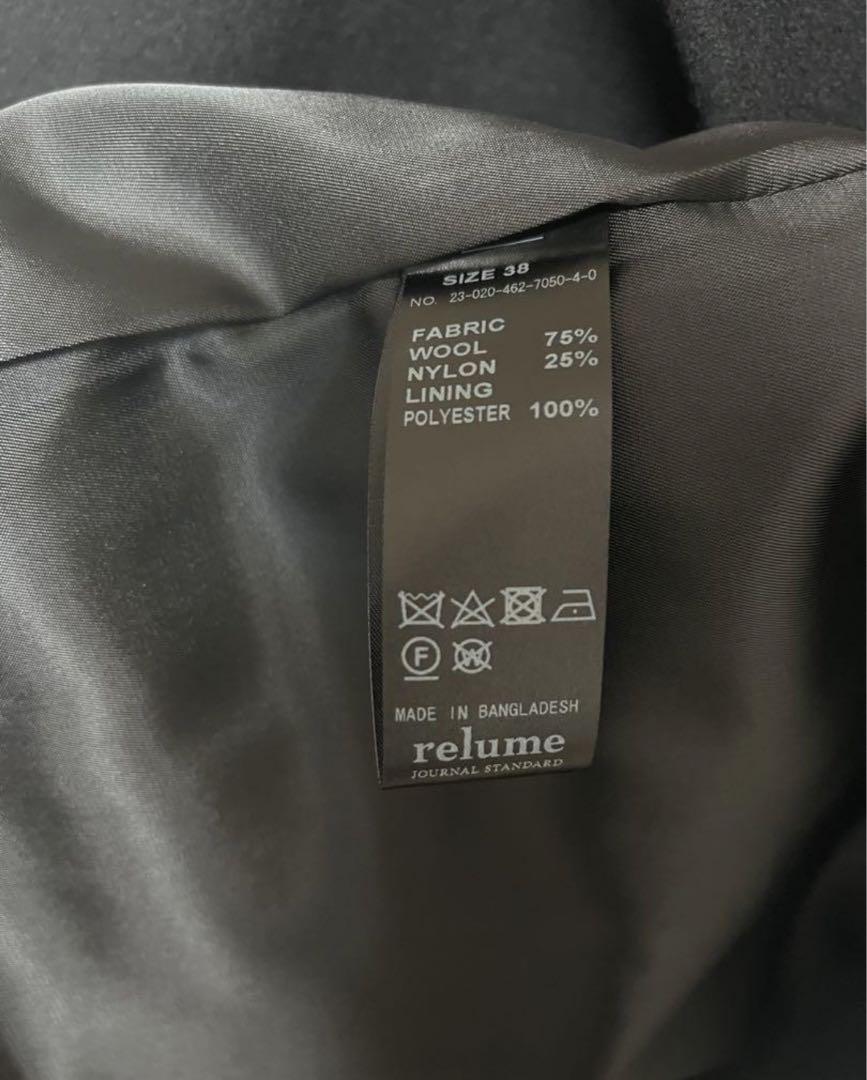 SIZE 38
NO. 23-020-462-7050-4-0
FABRIC
WOOL 75%
NYLON 25%
LINING
POLYESTER 100%
F
W
MADE IN BANGLADESH
relume
JOURNAL STANDARD